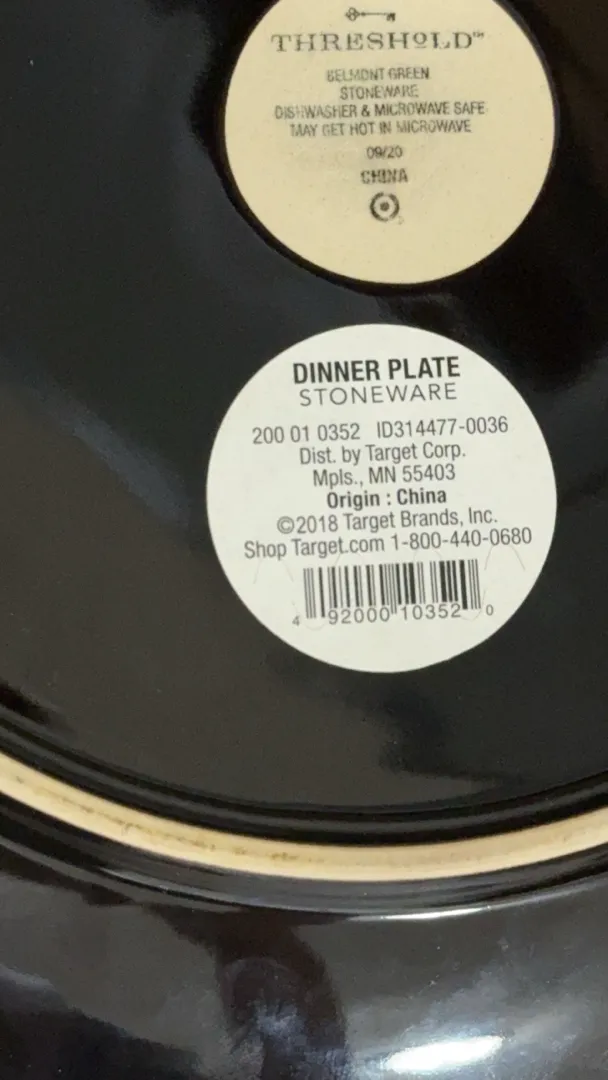 THRESHOLD™
BELMONT GREEN
STONEWARE
DISHWASHER & MICROWAVE SAFE
MAY GET HOT IN MICROWAVE
09/20
CHINA
DINNER PLATE
STONEWARE
200 01 0352 ID314477-0036
Dist. by Target Corp.
Mpls., MN 55403
Origin : China
©2018 Target Brands, Inc.
Shop Target.com 1-800-440-0680
4 92000 10352 0